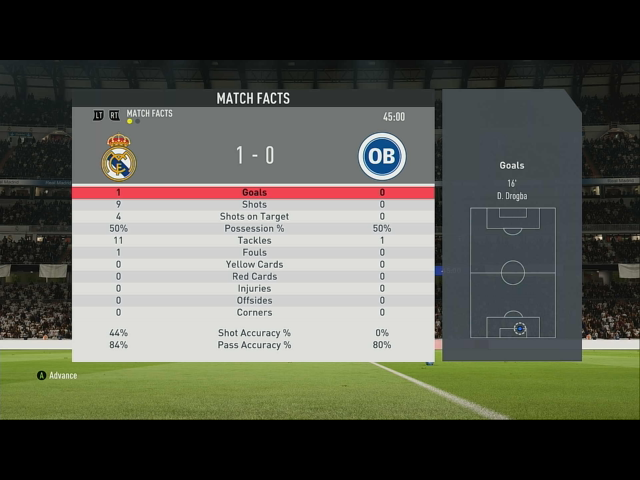 MATCH FACTS
LT RT MATCH FACTS
45:00
1 - 0
OB
1 Goals 0
9 Shots 0
4 Shots on Target 0
50% Possession % 50%
11 Tackles 1
1 Fouls 0
0 Yellow Cards 0
0 Red Cards 0
0 Injuries 0
0 Offsides 0
0 Corners 0
44% Shot Accuracy % 0%
84% Pass Accuracy % 80%
Goals
16'
D. Drogba
A Advance